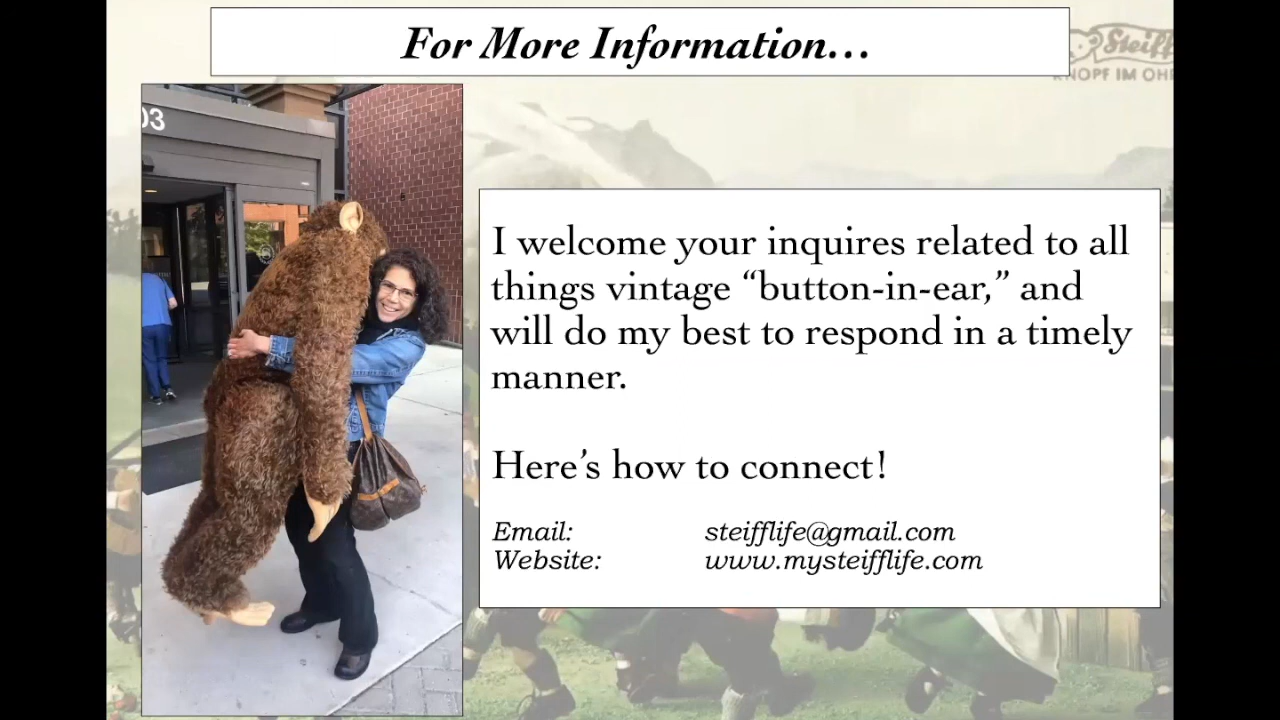 For More Information...
Steiff
KNOPF IM OHR
03
I welcome your inquires related to all
things vintage “button-in-ear,” and
will do my best to respond in a timely
manner.
Here’s how to connect!
Email: steifflife@gmail.com
Website: www.mysteifflife.com